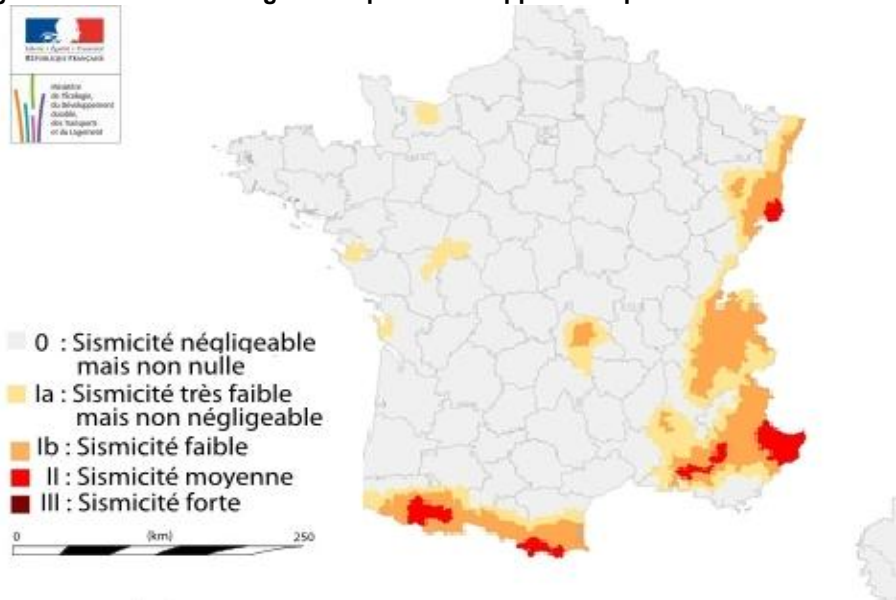 RÉPUBLIQUE FRANÇAISE
0 : Sismicité négligeable
mais non nulle
Ia : Sismicité très faible
mais non négligeable
Ib : Sismicité faible
II : Sismicité moyenne
III : Sismicité forte
0 (km) 250